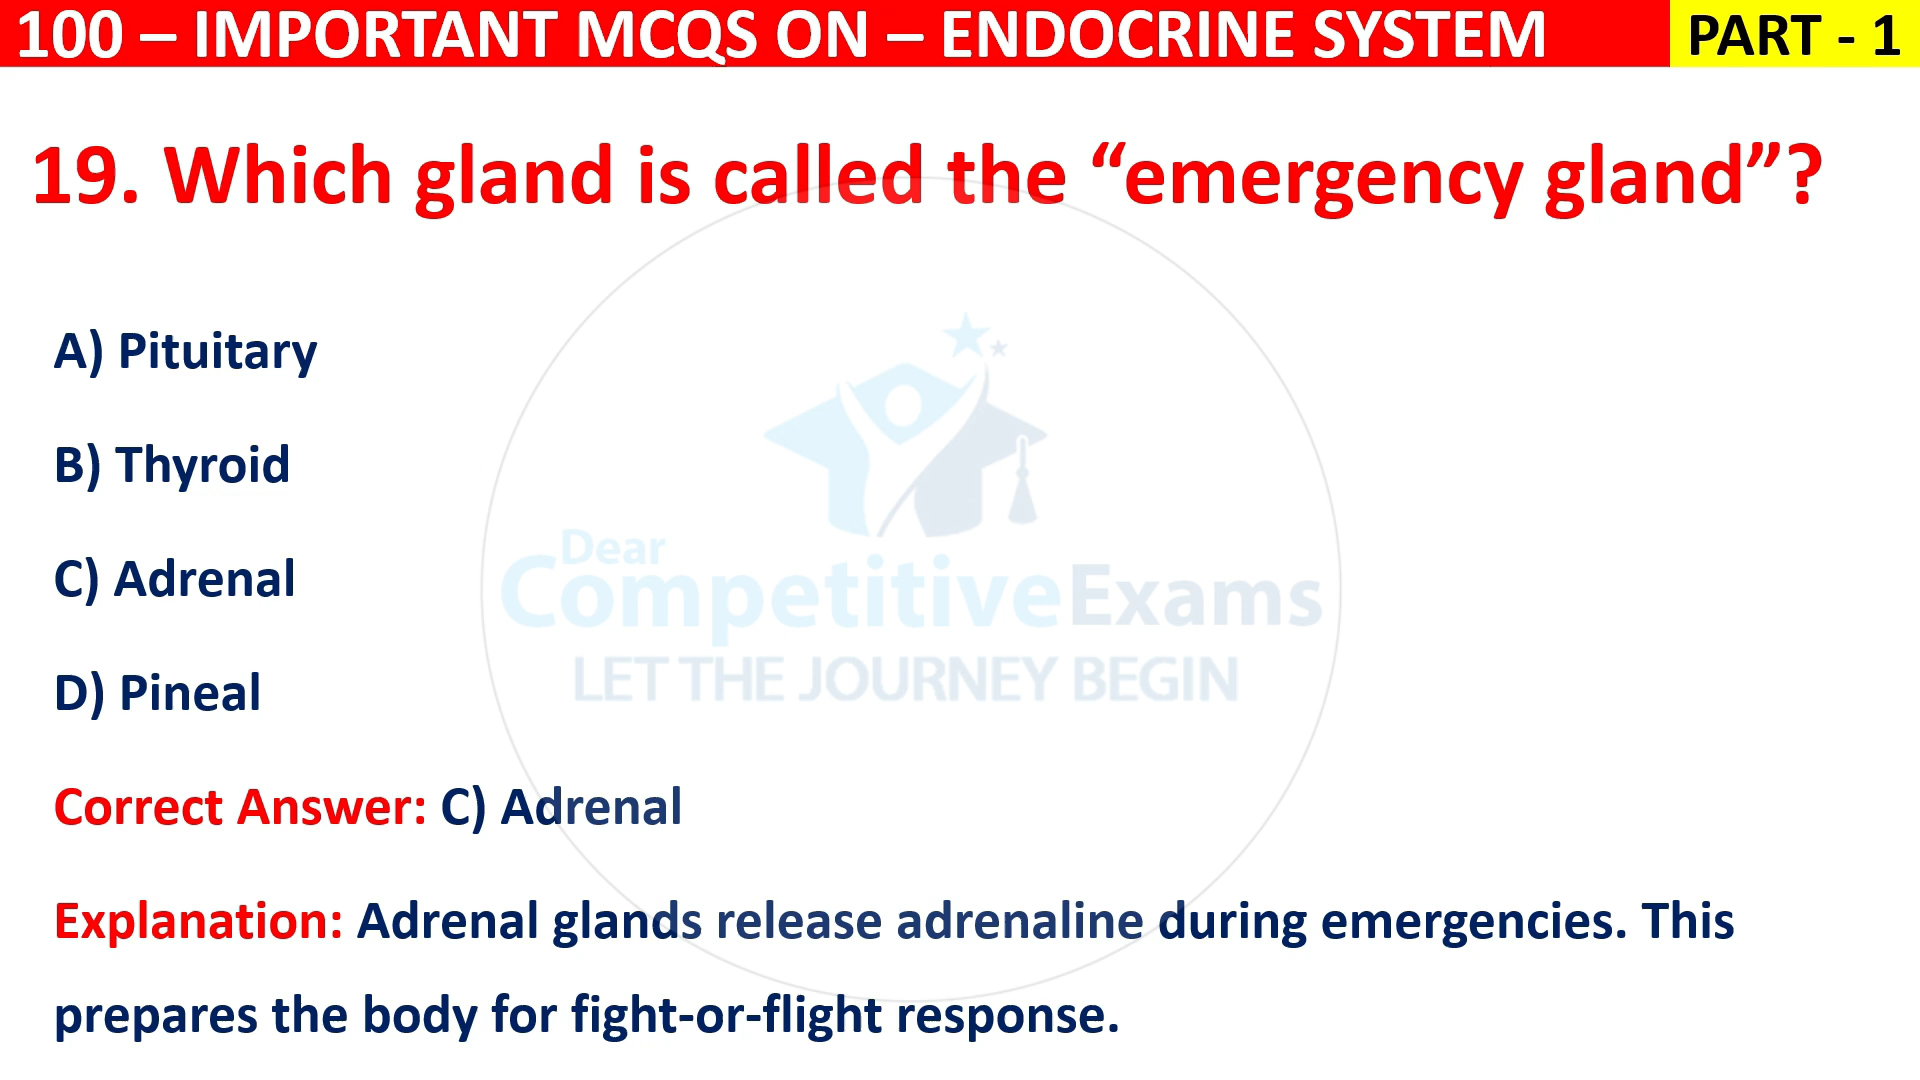 100 – IMPORTANT MCQS ON – ENDOCRINE SYSTEM
PART - 1
19. Which gland is called the “emergency gland”?
A) Pituitary
B) Thyroid
C) Adrenal
D) Pineal
Dear
CompetitiveExams
LET THE JOURNEY BEGIN
Correct Answer: C) Adrenal
Explanation: Adrenal glands release adrenaline during emergencies. This
prepares the body for fight-or-flight response.